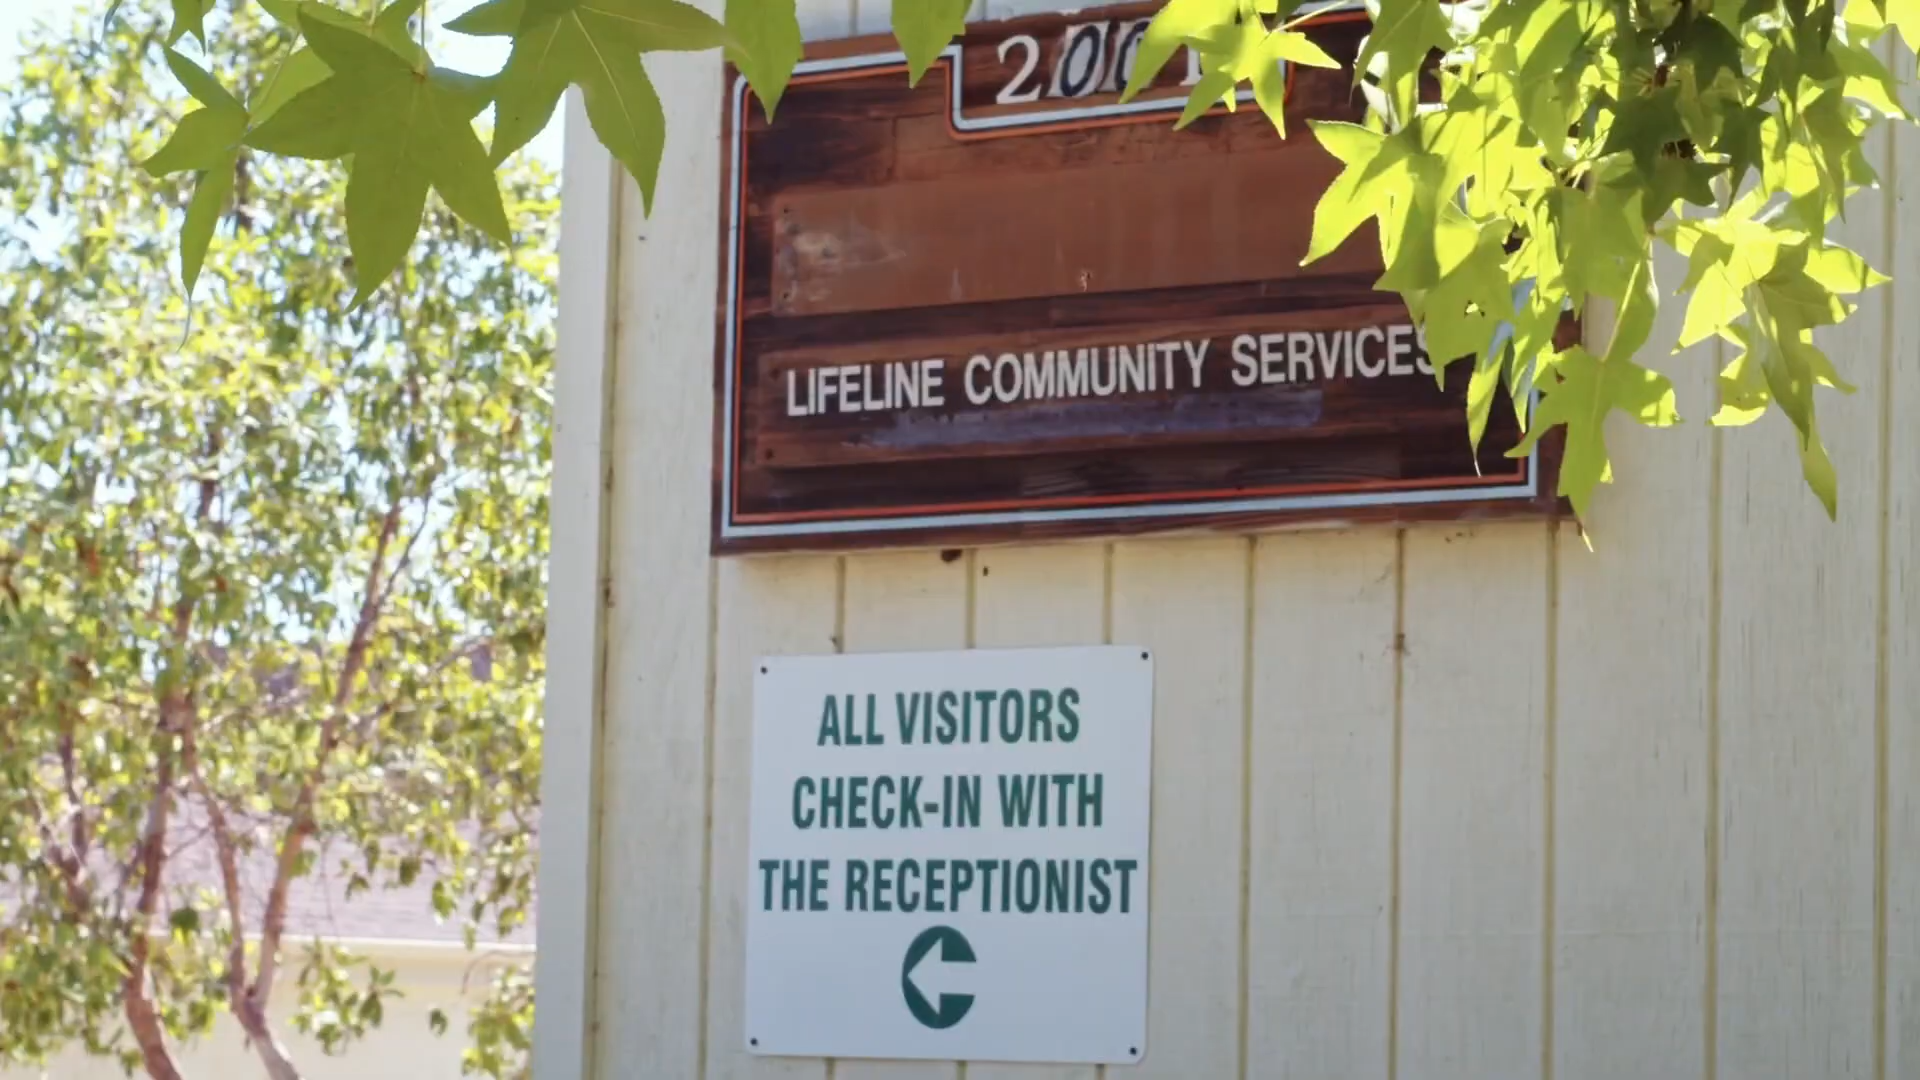 LIFELINE COMMUNITY SERVICES
ALL VISITORS
CHECK-IN WITH
THE RECEPTIONIST